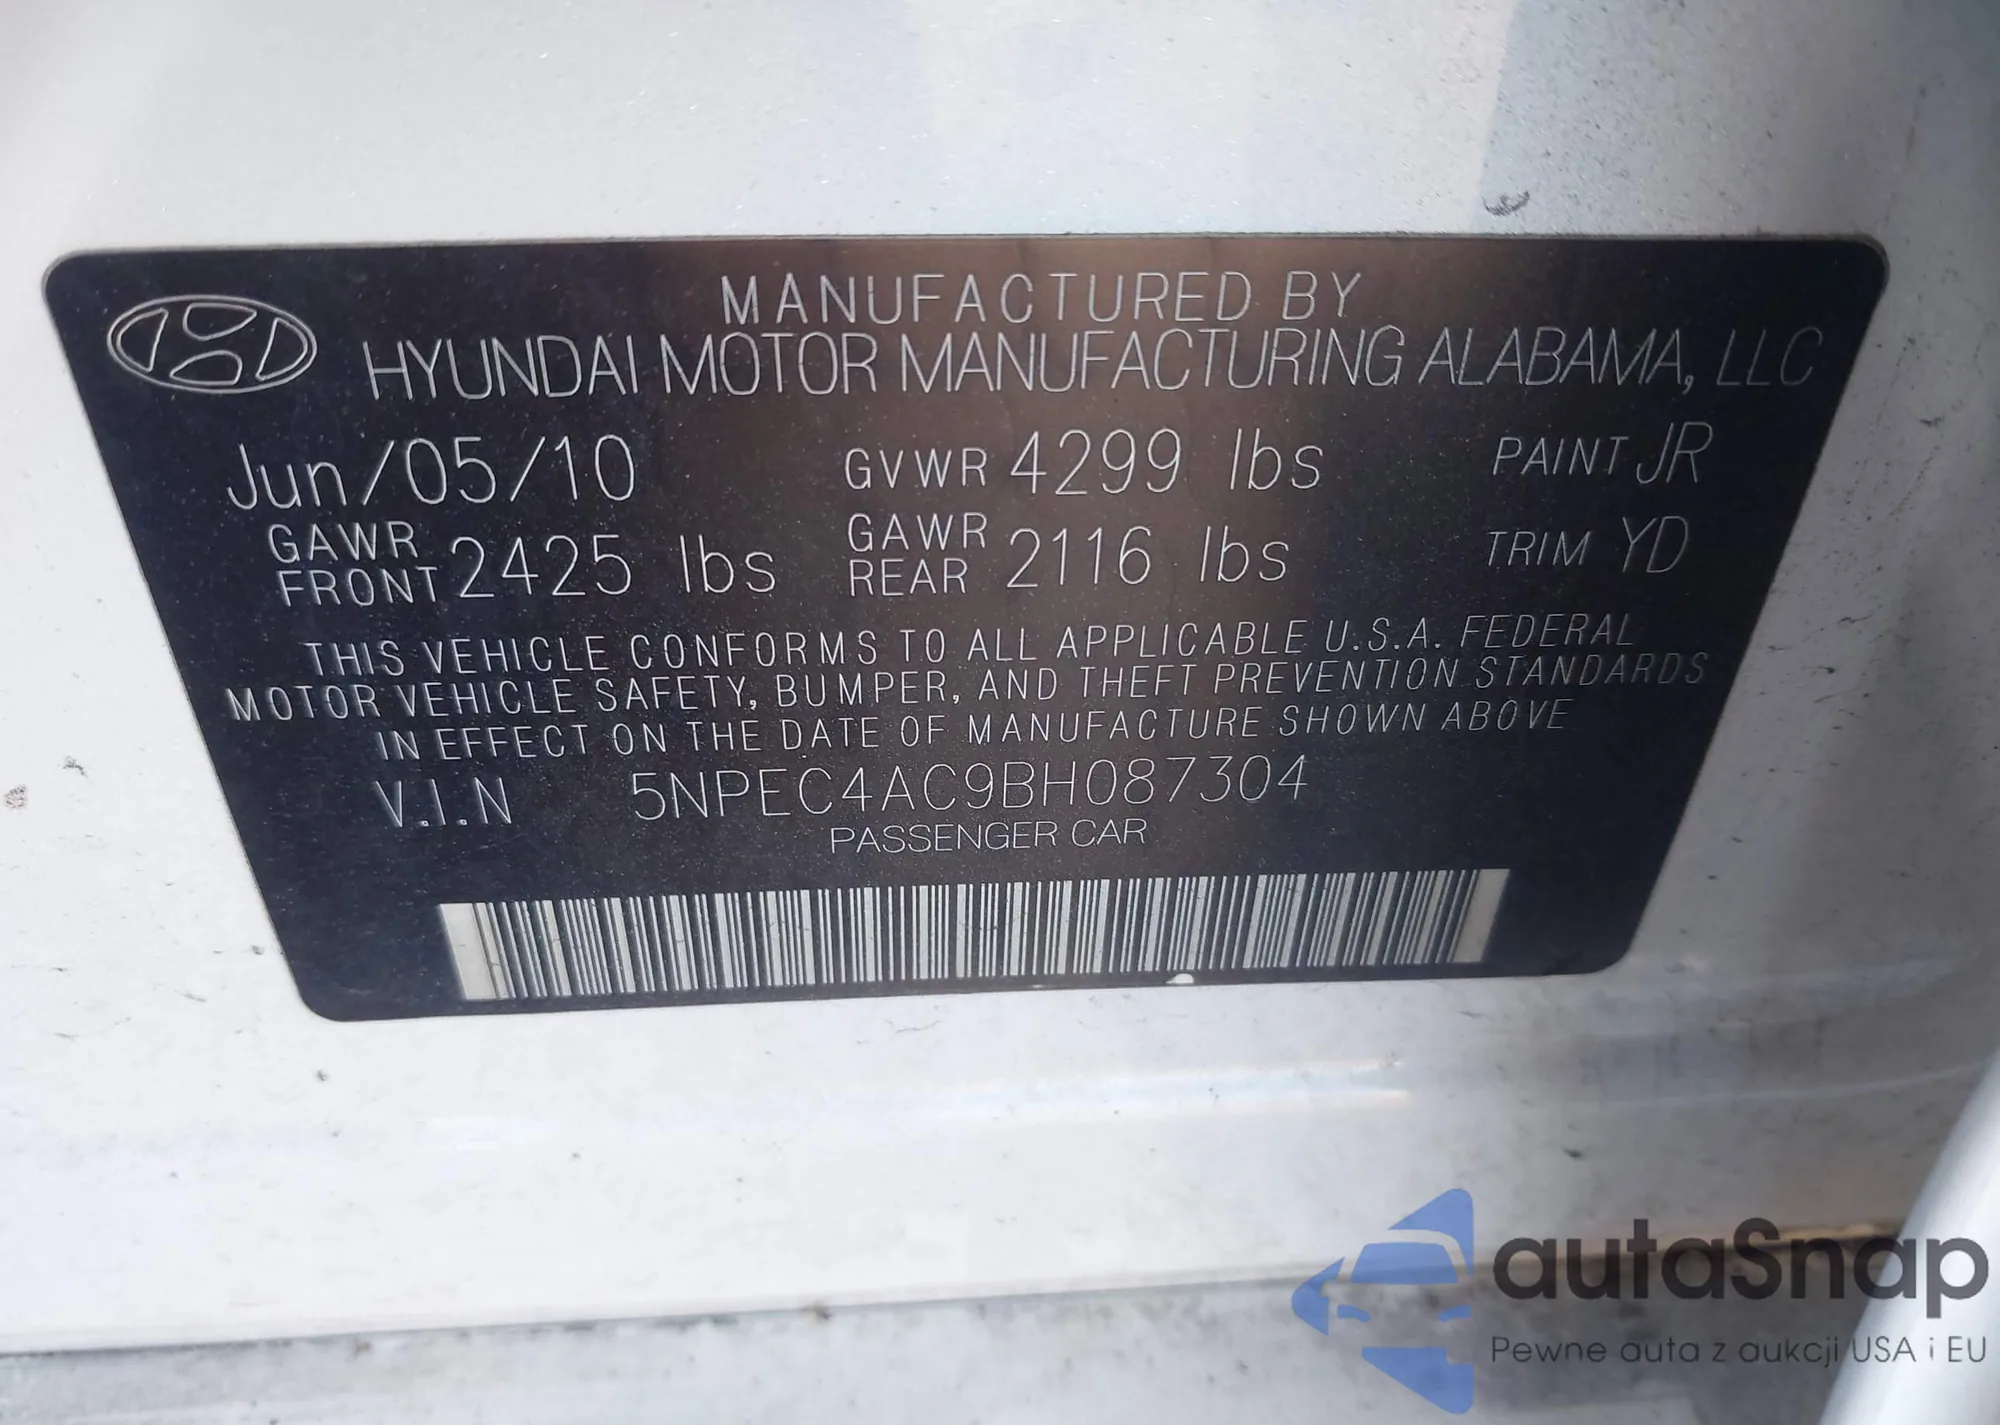 MANUFACTURED BY
HYUNDAI MOTOR MANUFACTURING ALABAMA, LLC
Jun/05/10 GVWR 4299 lbs PAINT JR
GAWR FRONT 2425 lbs GAWR REAR 2116 lbs TRIM YD
THIS VEHICLE CONFORMS TO ALL APPLICABLE U.S.A. FEDERAL
MOTOR VEHICLE SAFETY, BUMPER, AND THEFT PREVENTION STANDARDS
IN EFFECT ON THE DATE OF MANUFACTURE SHOWN ABOVE
V.I.N 5NPEC4AC9BH087304
PASSENGER CAR
autaSnap
Pewne auta z aukcji USA i EU